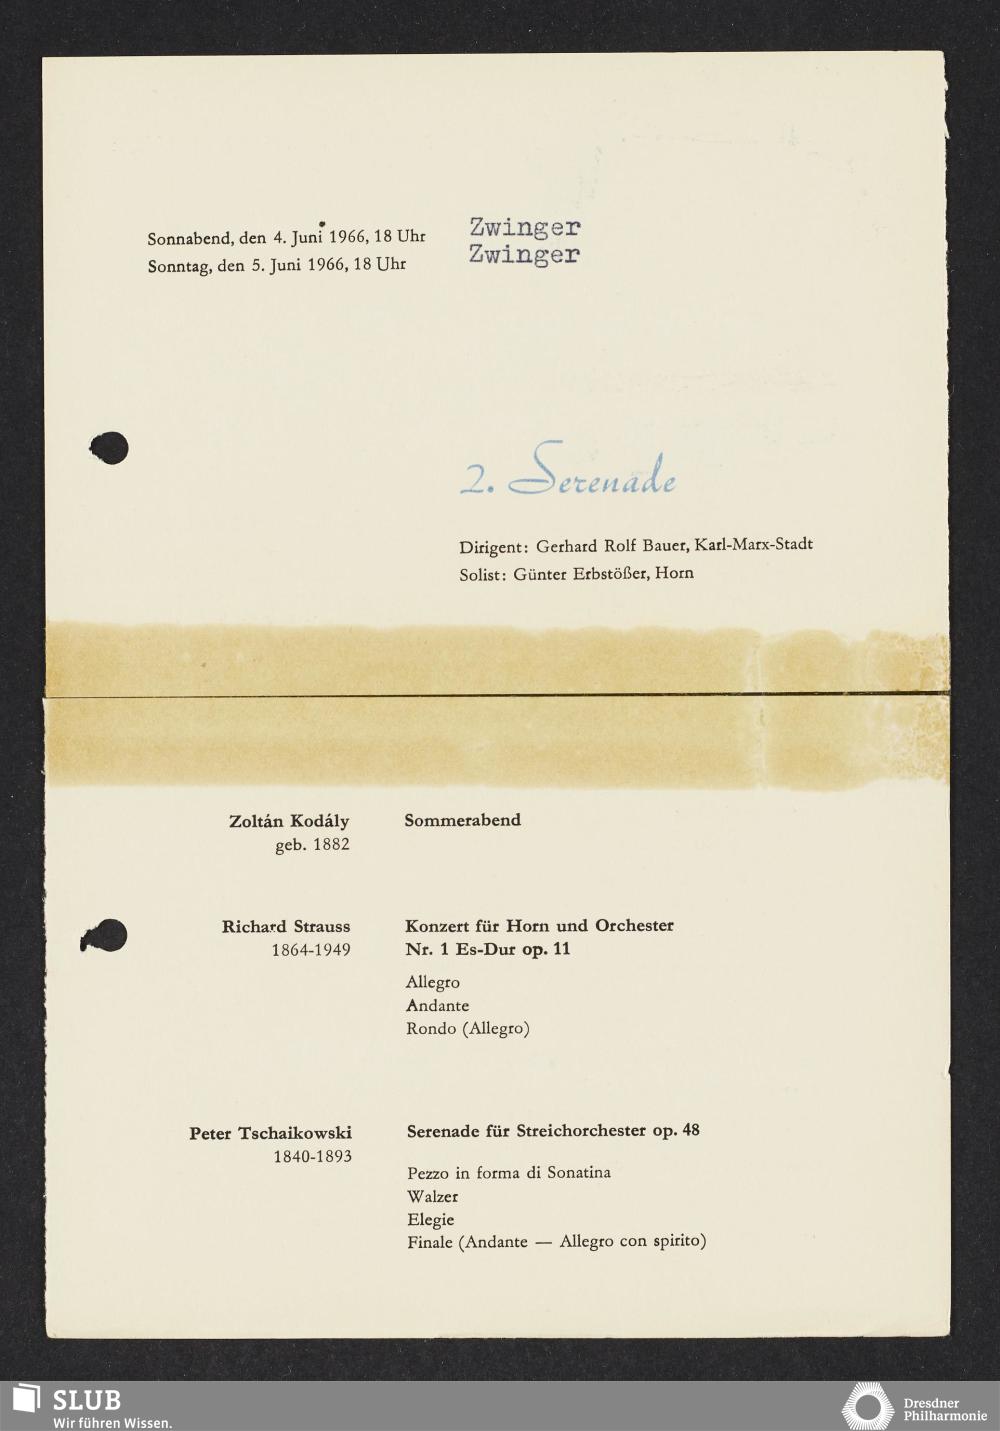 Sonnabend, den 4. Juni 1966, 18 Uhr Zwinger
Sonntag, den 5. Juni 1966, 18 Uhr Zwinger
2. Serenade
Dirigent: Gerhard Rolf Bauer, Karl-Marx-Stadt
Solist: Günter Erbstößer, Horn
Zoltán Kodály Sommerabend
geb. 1882
Richard Strauss Konzert für Horn und Orchester
1864-1949 Nr. 1 Es-Dur op. 11
Allegro
Andante
Rondo (Allegro)
Peter Tschaikowski Serenade für Streichorchester op. 48
1840-1893
Pezzo in forma di Sonatina
Walzer
Elegie
Finale (Andante — Allegro con spirito)
SLUB
Wir führen Wissen.
Dresdner
Philharmonie